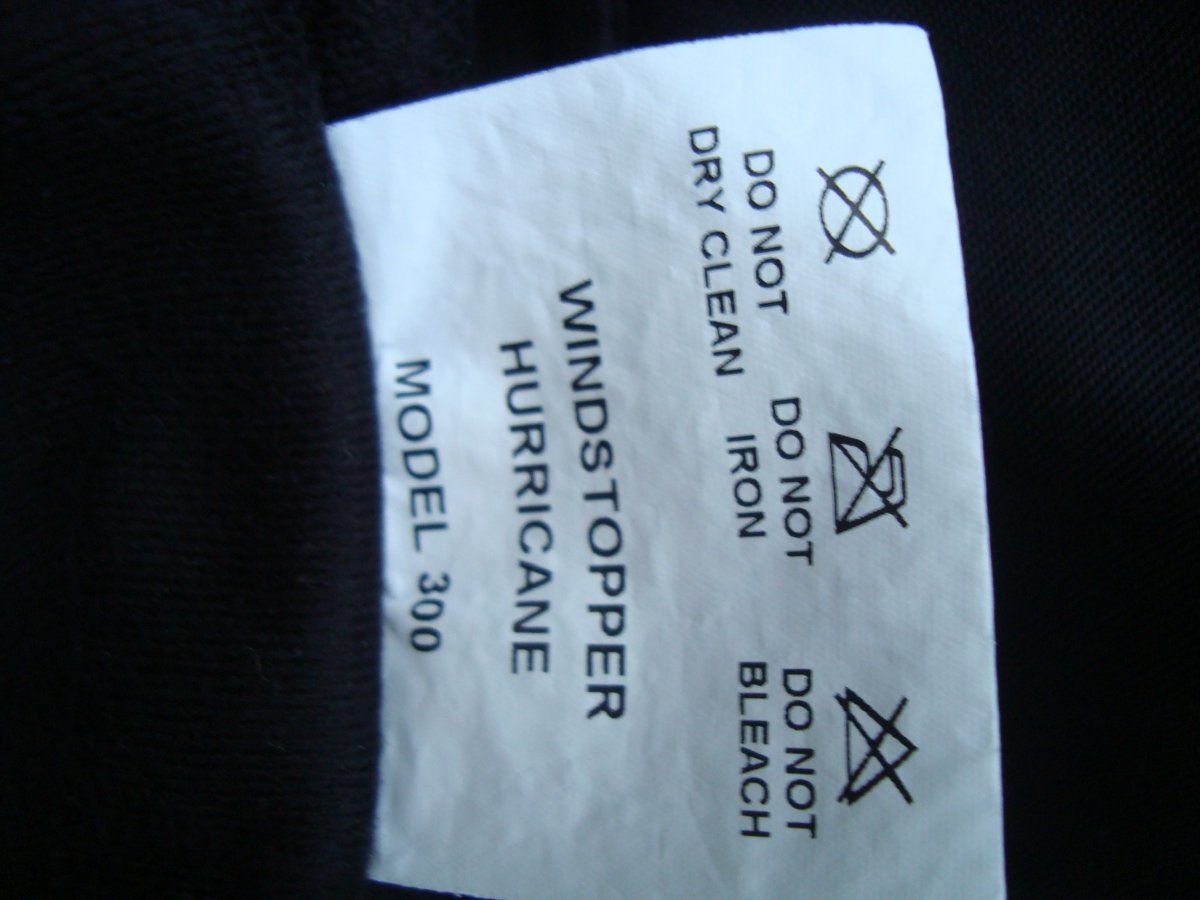 DO NOT
DRY CLEAN
DO NOT
IRON
DO NOT
BLEACH
WINDSTOPPER
HURRICANE
MODEL 300